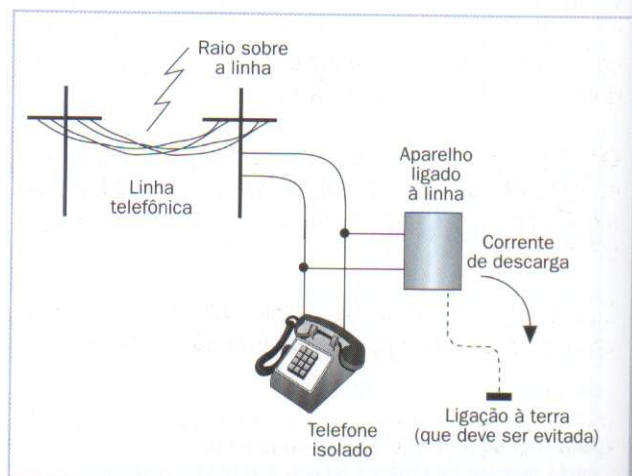 Raio sobre
a linha
Linha
telefônica
Aparelho
ligado
à linha
Corrente
de descarga
Telefone
isolado
Ligação à terra
(que deve ser evitada)